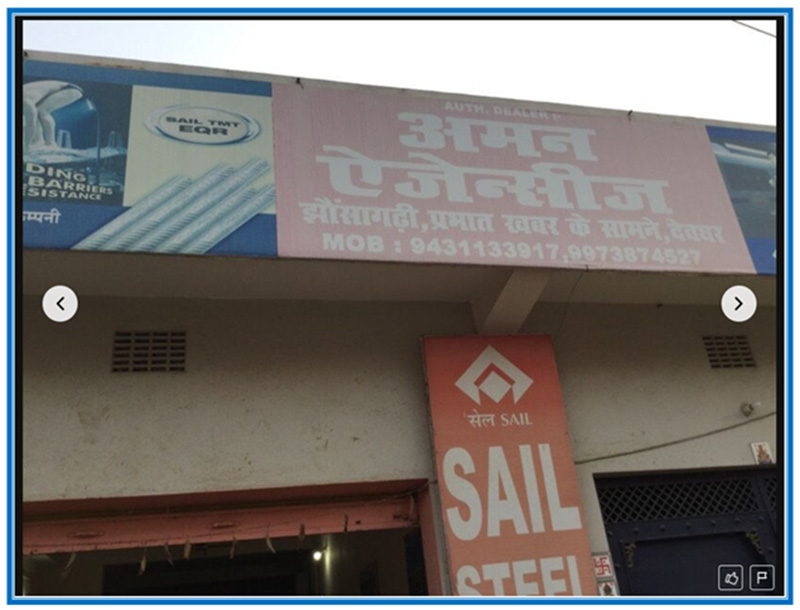 SAIL TMT
EQR
DING
BARRIERS
SISTANCE
कम्पनी
AUTH. DEALER :-
अमन
ऐजेन्सीज
झौंसागढ़ी,प्रभात खबर के सामने,देवघर
MOB : 9431133917,9973874527
सेल SAIL
SAIL
STEEL